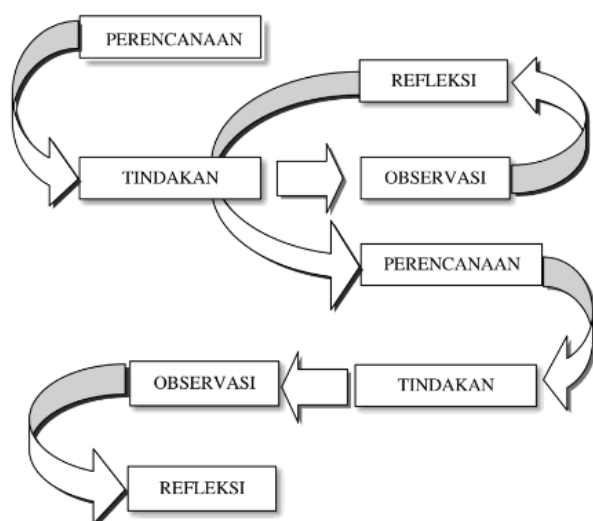 PERENCANAAN
REFLEKSI
TINDAKAN
OBSERVASI
PERENCANAAN
OBSERVASI
TINDAKAN
REFLEKSI